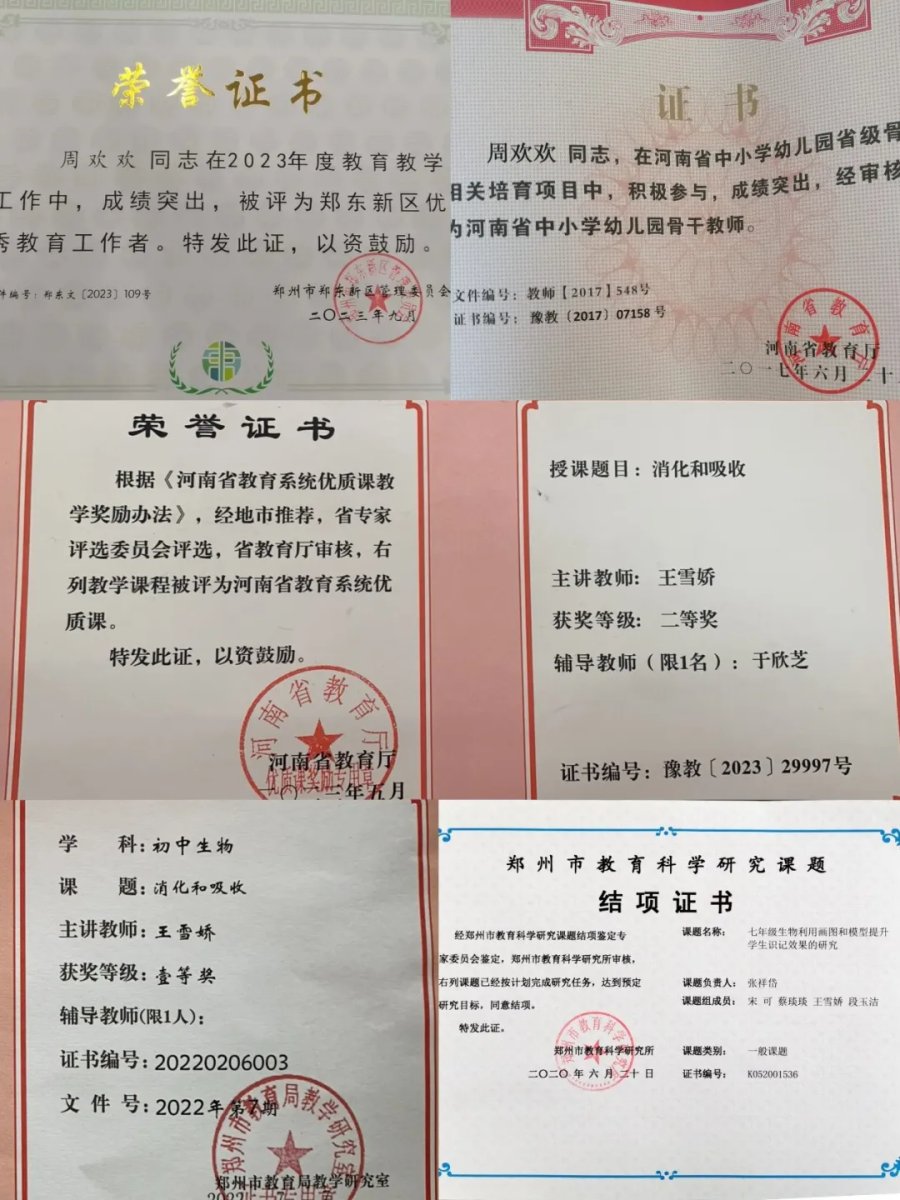 荣誉证书
周欢欢 同志在2023年度教育教学
工作中，成绩突出，被评为郑东新区优
秀教育工作者。特发此证，以资鼓励。
件编号：郑东文〔2023〕109号
郑州市郑东新区管理委员会
二〇二三年九月
证书
周欢欢 同志，在河南省中小学幼儿园省级骨
相关培育项目中，积极参与，成绩突出，经审核
为河南省中小学幼儿园骨干教师。
文件编号：教师【2017】548号
证书编号：豫教〔2017〕07158号
河南省教育厅
二〇一七年六月二十
荣誉证书
根据《河南省教育系统优质课教
学奖励办法》，经地市推荐，省专家
评选委员会评选，省教育厅审核，右
列教学课程被评为河南省教育系统优
质课。
特发此证，以资鼓励。
河南省教育厅
优质课奖励专用章
年五月
授课题目：消化和吸收
主讲教师：王雪娇
获奖等级：二等奖
辅导教师（限1名）：于欣芝
证书编号：豫教〔2023〕29997号
学 科：初中生物
课 题：消化和吸收
主讲教师：王雪娇
获奖等级：壹等奖
辅导教师(限1人)：
证书编号：20220206003
文 件 号：2022年第7期
郑州市教育局教学研究室
郑州市教育科学研究课题
结项证书
经郑州市教育科学研究课题结项鉴定专
家委员会鉴定，郑州市教育科学研究所审核，
右列课题已经按计划完成研究任务，达到预定
研究目标，同意结项。
特发此证。
郑州市教育科学研究所
二〇二〇年六月二十日
课题名称： 七年级生物利用画图和模型提升
学生识记效果的研究
课题负责人： 张祥岱
课题组成员： 宋可 蔡琰琰 王雪娇 段玉洁
课题类别： 一般课题
证书编号： K052001536